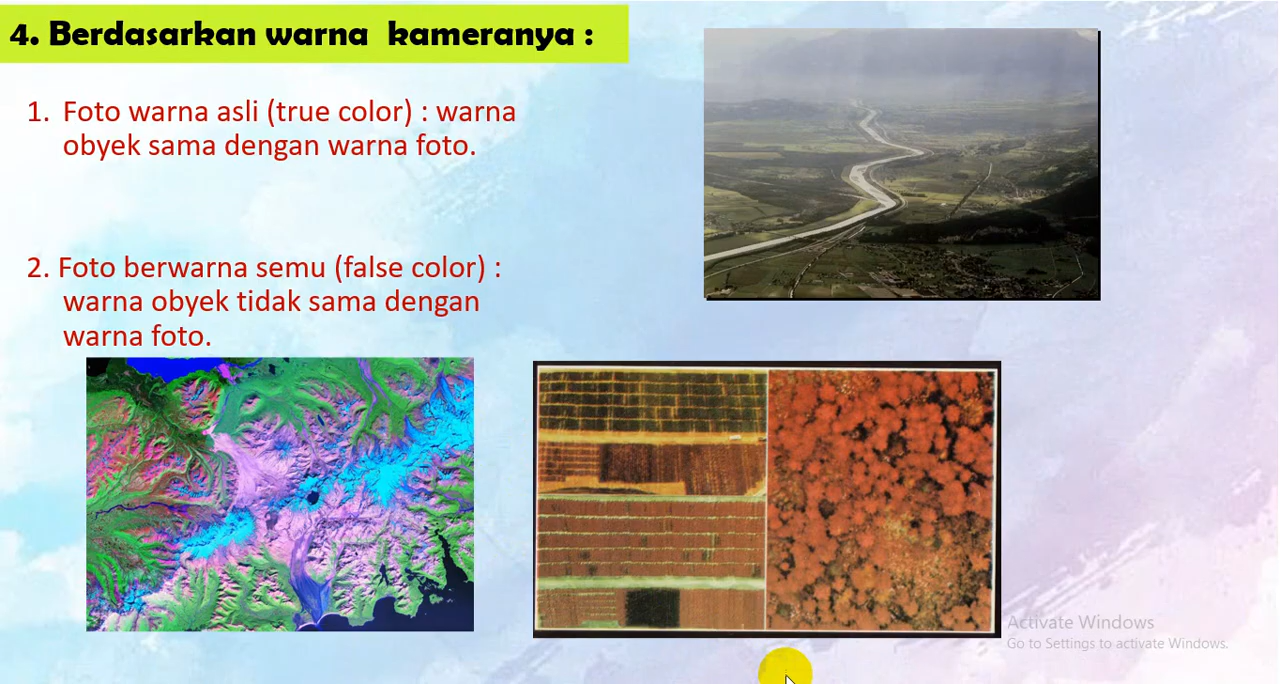 4. Berdasarkan warna kameranya :
1. Foto warna asli (true color) : warna
obyek sama dengan warna foto.
2. Foto berwarna semu (false color) :
warna obyek tidak sama dengan
warna foto.
Activate Windows
Go to Settings to activate Windows.